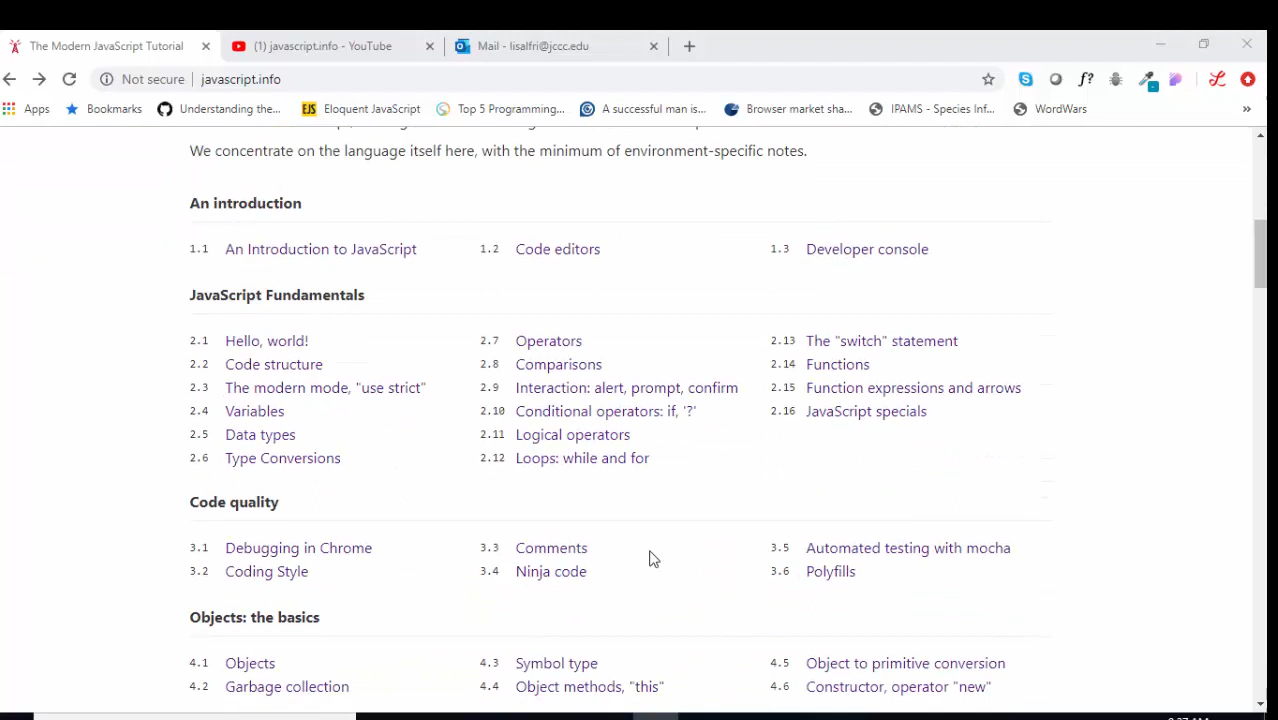 The Modern JavaScript Tutorial
(1) javascript.info - YouTube
Mail - lisalfri@jccc.edu
Not secure
javascript.info
f?
Apps
Bookmarks
Understanding the...
EJS
Eloquent JavaScript
Top 5 Programming...
A successful man is...
Browser market sha...
IPAMS - Species Inf...
WordWars
»
We concentrate on the language itself here, with the minimum of environment-specific notes.
An introduction
1.1 An Introduction to JavaScript
1.2 Code editors
1.3 Developer console
JavaScript Fundamentals
2.1 Hello, world!
2.2 Code structure
2.3 The modern mode, "use strict"
2.4 Variables
2.5 Data types
2.6 Type Conversions
2.7 Operators
2.8 Comparisons
2.9 Interaction: alert, prompt, confirm
2.10 Conditional operators: if, '?'
2.11 Logical operators
2.12 Loops: while and for
2.13 The "switch" statement
2.14 Functions
2.15 Function expressions and arrows
2.16 JavaScript specials
Code quality
3.1 Debugging in Chrome
3.2 Coding Style
3.3 Comments
3.4 Ninja code
3.5 Automated testing with mocha
3.6 Polyfills
Objects: the basics
4.1 Objects
4.2 Garbage collection
4.3 Symbol type
4.4 Object methods, "this"
4.5 Object to primitive conversion
4.6 Constructor, operator "new"